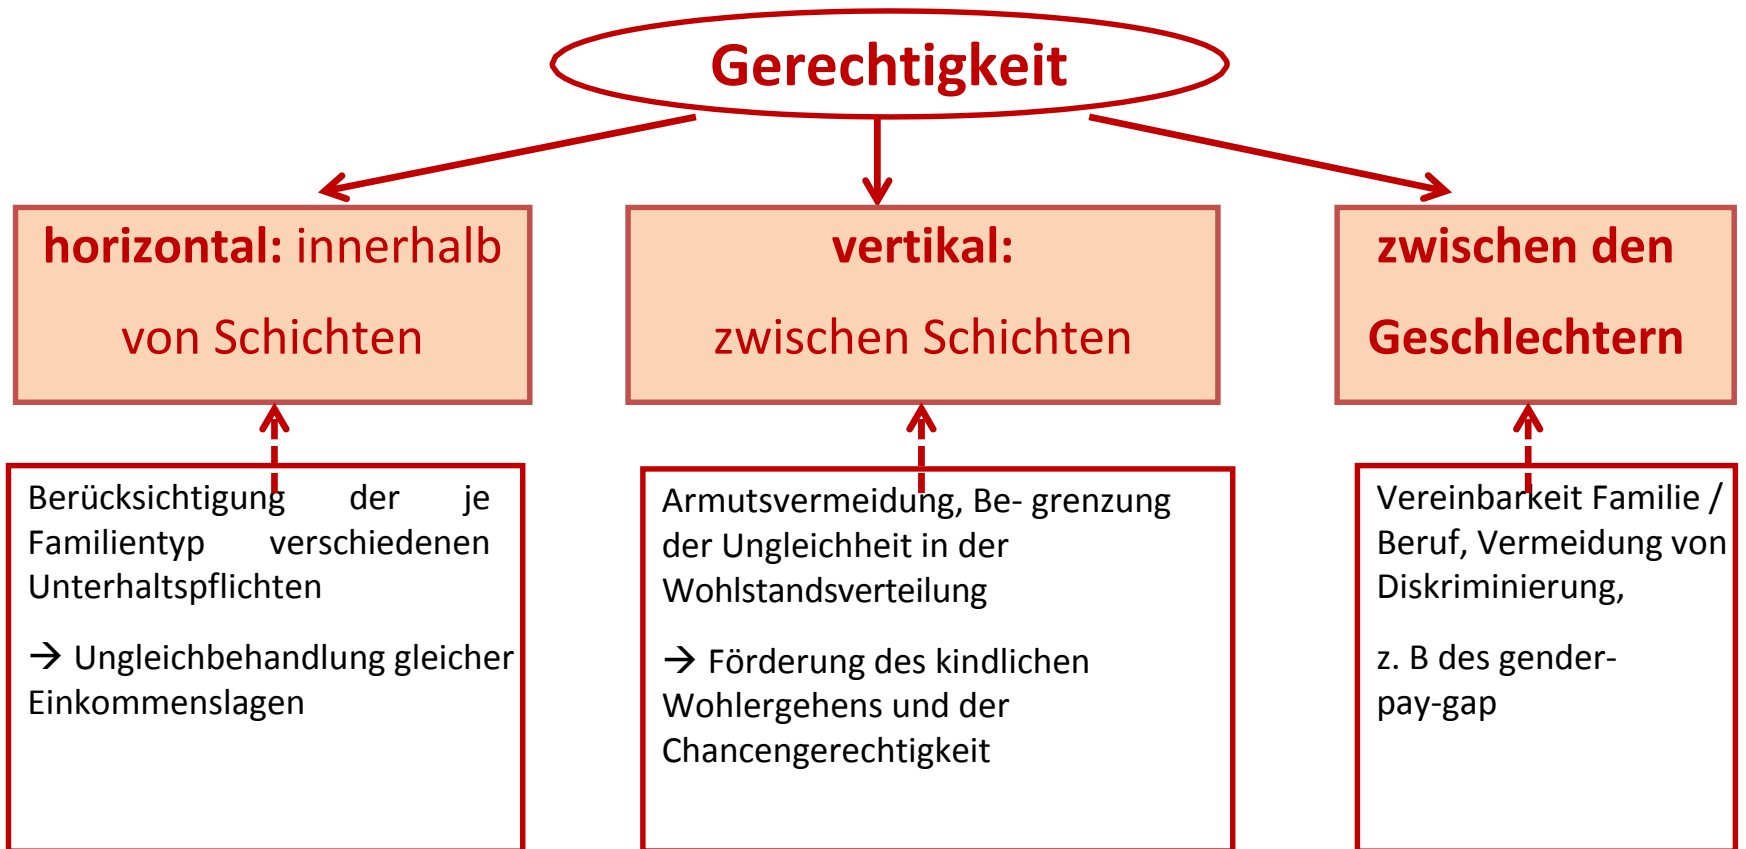 Gerechtigkeit
horizontal: innerhalb
von Schichten
vertikal:
zwischen Schichten
zwischen den
Geschlechtern
Berücksichtigung der je
Familientyp verschiedenen
Unterhaltspflichten
→ Ungleichbehandlung gleicher
Einkommenslagen
Armutsvermeidung, Be- grenzung
der Ungleichheit in der
Wohlstandsverteilung
→ Förderung des kindlichen
Wohlergehens und der
Chancengerechtigkeit
Vereinbarkeit Familie /
Beruf, Vermeidung von
Diskriminierung,
z. B des gender-
pay-gap